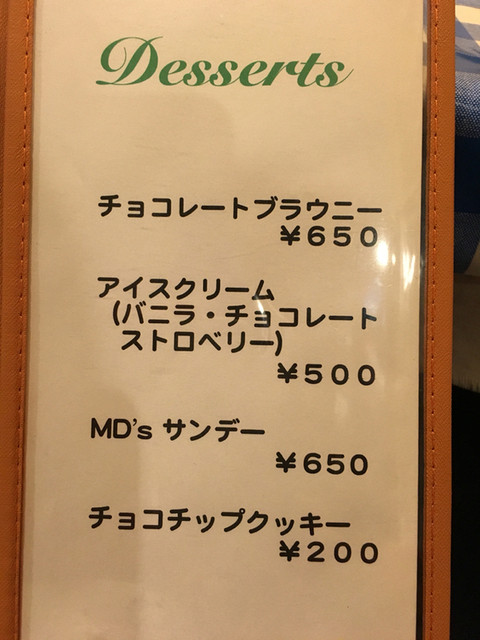 Desserts
チョコレートブラウニー
￥６５０
アイスクリーム
(バニラ・チョコレート
ストロベリー)
￥５００
MD's サンデー
￥６５０
チョコチップクッキー
￥２００